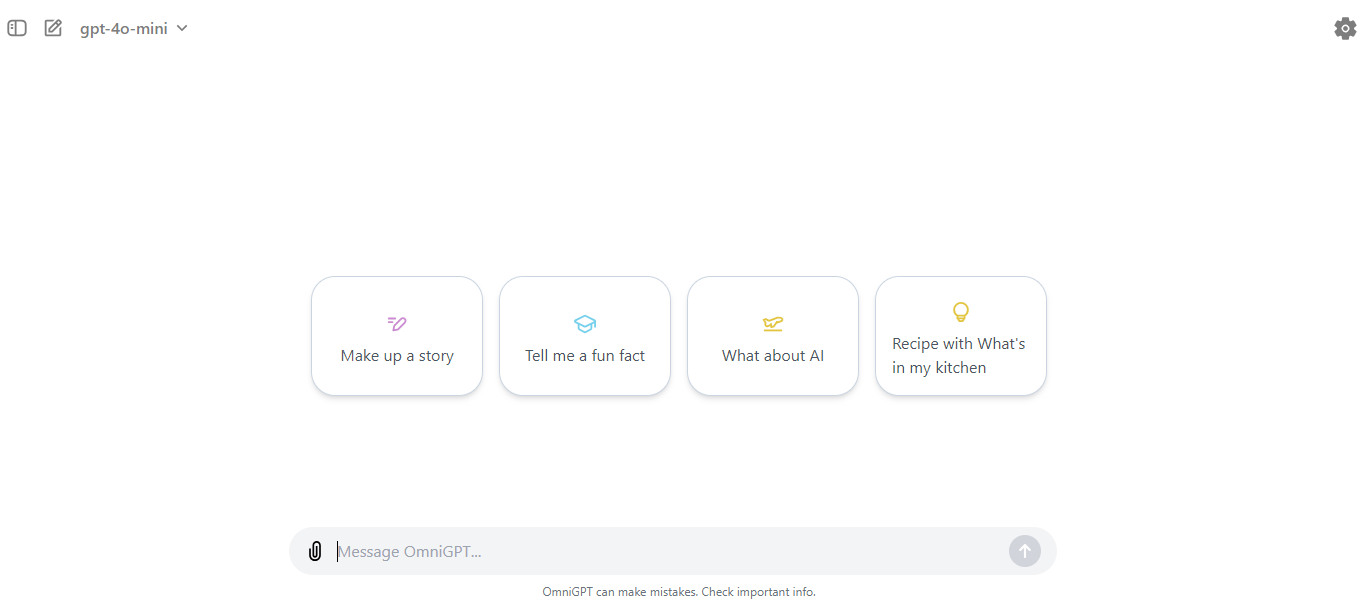 gpt-4o-mini
Make up a story
Tell me a fun fact
What about AI
Recipe with What's
in my kitchen
Message OmniGPT...
OmniGPT can make mistakes. Check important info.